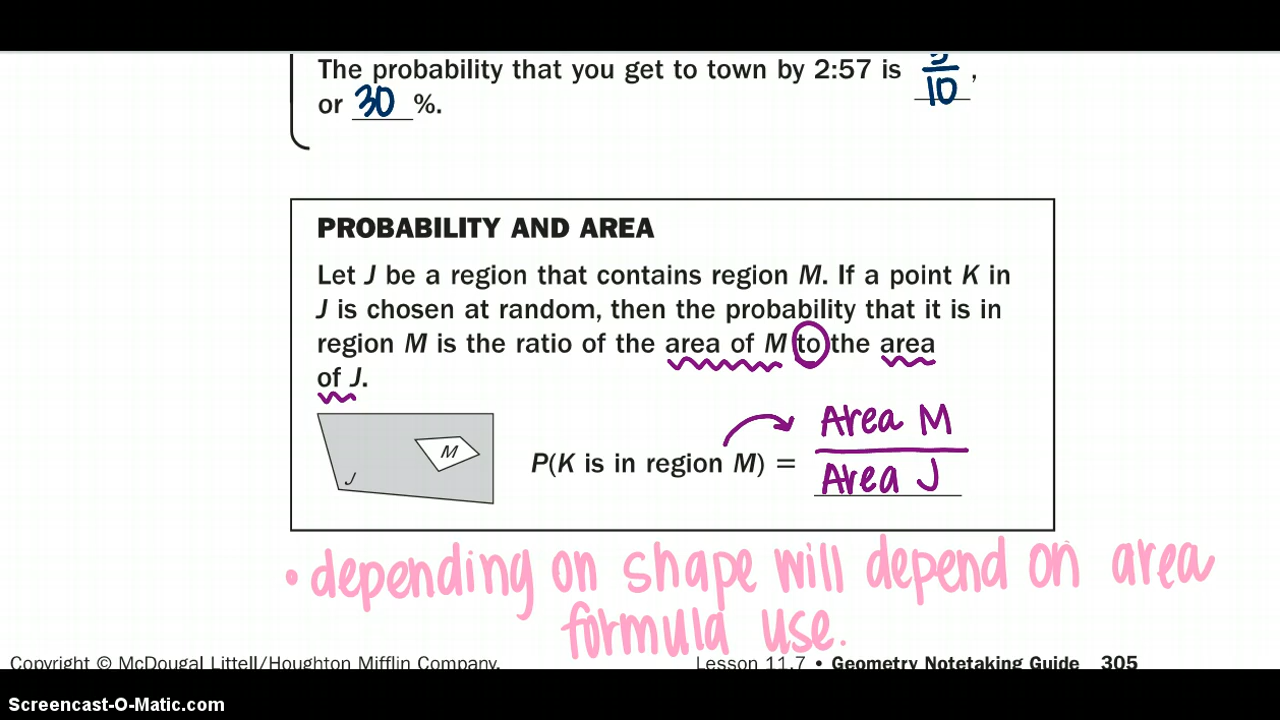 The probability that you get to town by 2:57 is 3/10,
or 30 %.
PROBABILITY AND AREA
Let J be a region that contains region M. If a point K in
J is chosen at random, then the probability that it is in
region M is the ratio of the area of M to the area
of J.
J
M
P(K is in region M) =
Area M
Area J
• depending on shape will depend on area
formula use.
Copyright © McDougal Littell/Houghton Mifflin Company.
Lesson 11.7 • Geometry Notetaking Guide 305
Screencast-O-Matic.com